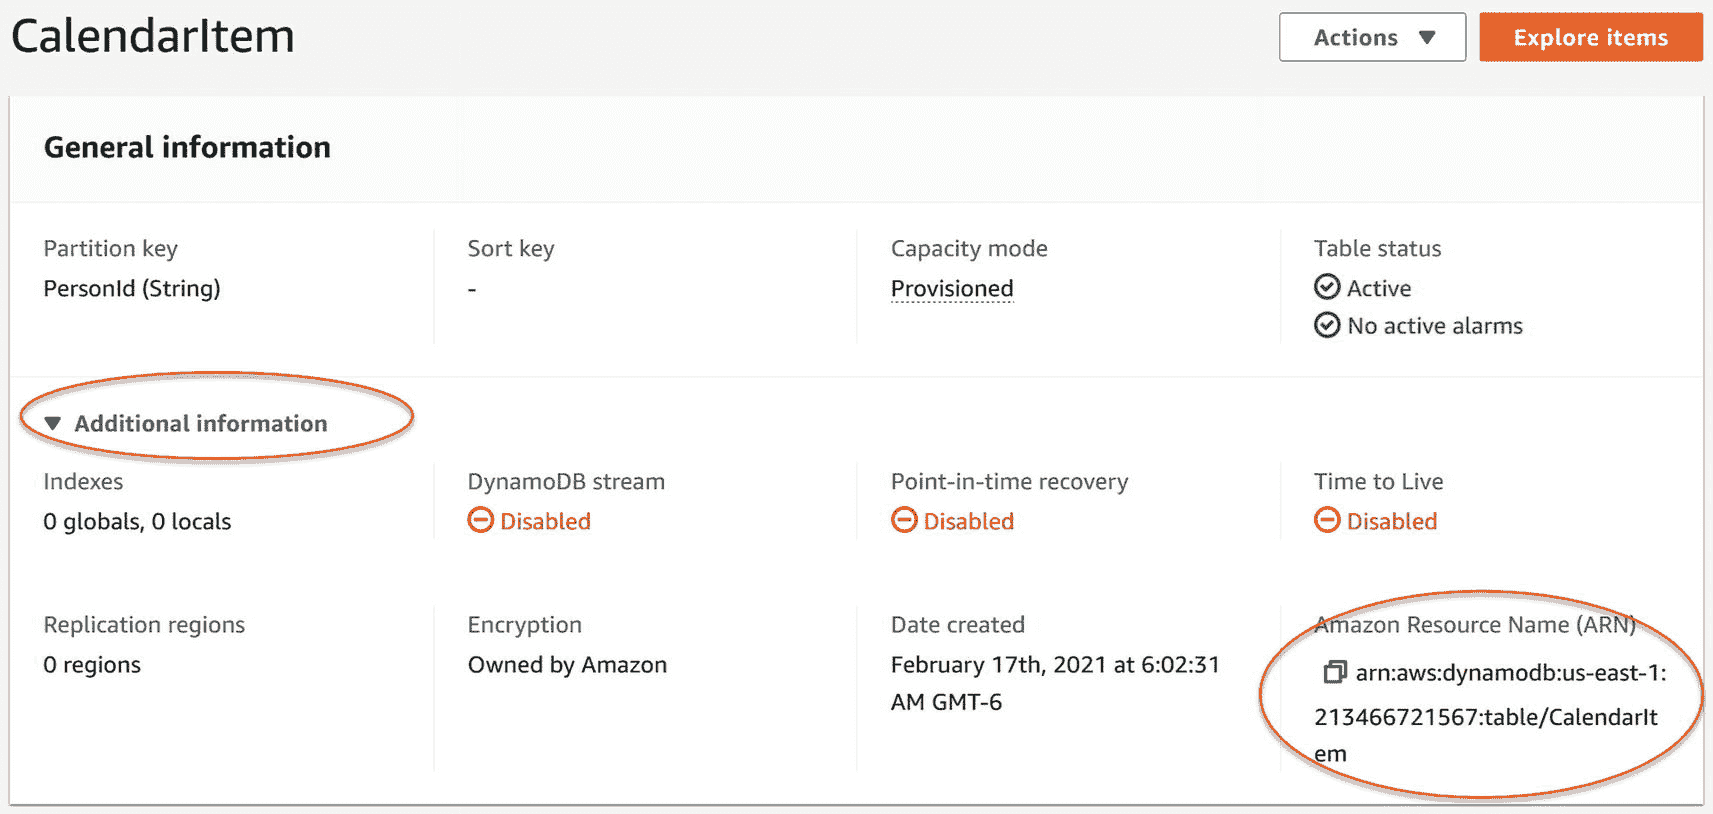 CalendarItem
Actions
Explore items
General information
Partition key
PersonId (String)
Sort key
-
Capacity mode
Provisioned
Table status
Active
No active alarms
Additional information
Indexes
0 globals, 0 locals
DynamoDB stream
Disabled
Point-in-time recovery
Disabled
Time to Live
Disabled
Replication regions
0 regions
Encryption
Owned by Amazon
Date created
February 17th, 2021 at 6:02:31
AM GMT-6
Amazon Resource Name (ARN)
arn:aws:dynamodb:us-east-1:
213466721567:table/CalendarIt
em